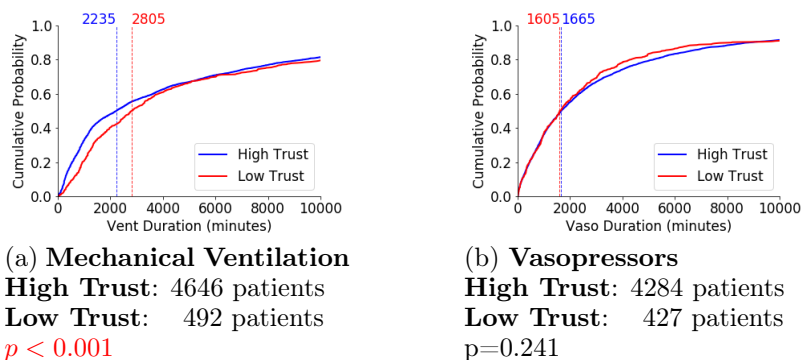 2235 2805
1605 1665
1.0
0.8
0.6
0.4
0.2
0.0
Cumulative Probability
High Trust
Low Trust
0 2000 4000 6000 8000 10000
Vent Duration (minutes)
1.0
0.8
0.6
0.4
0.2
0.0
Cumulative Probability
High Trust
Low Trust
0 2000 4000 6000 8000 10000
Vaso Duration (minutes)
(a) Mechanical Ventilation
High Trust: 4646 patients
Low Trust: 492 patients
p < 0.001
(b) Vasopressors
High Trust: 4284 patients
Low Trust: 427 patients
p=0.241